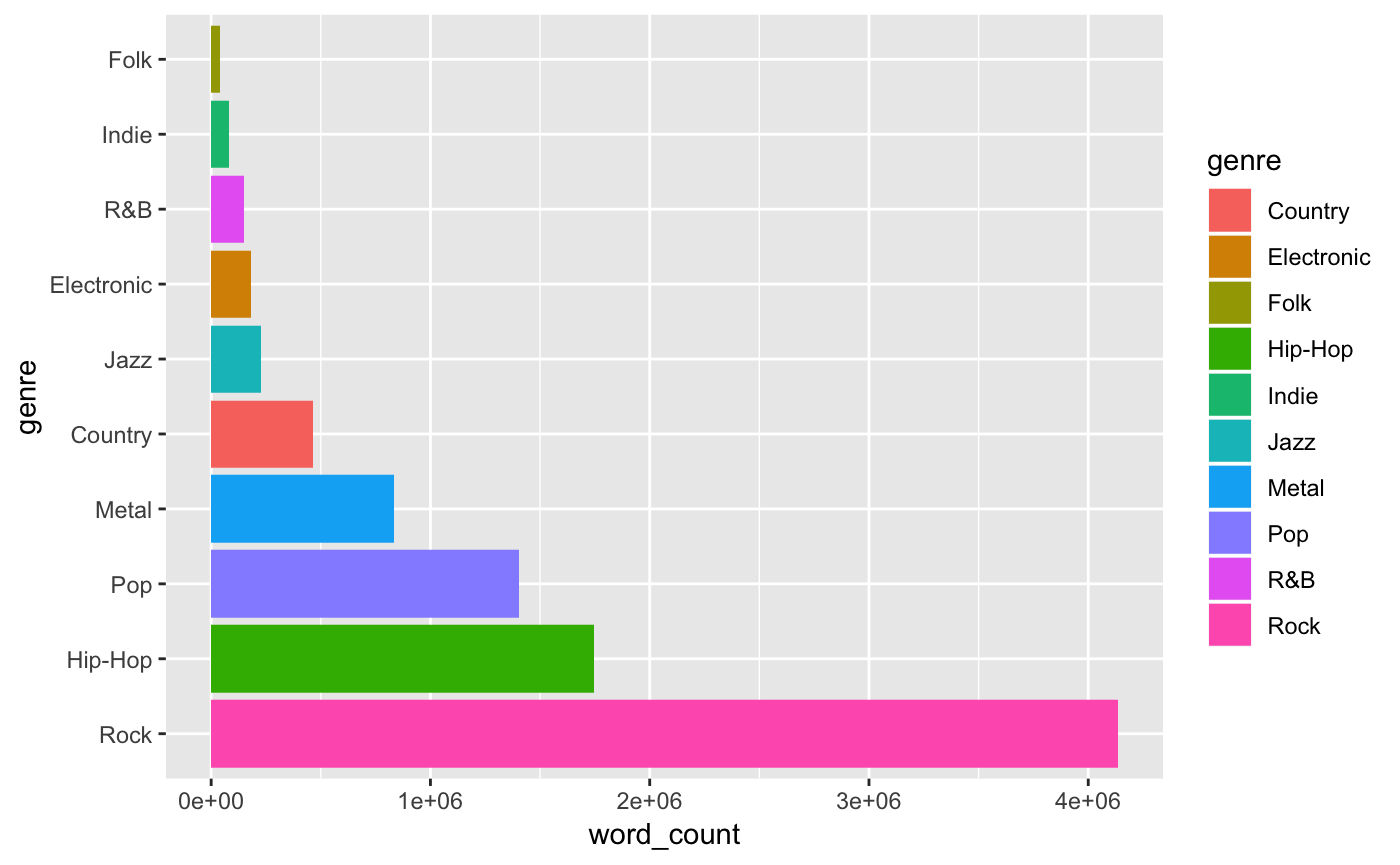 Folk
Indie
R&B
Electronic
Jazz
Country
Metal
Pop
Hip-Hop
Rock
genre
0e+00 1e+06 2e+06 3e+06 4e+06
word_count
genre
Country
Electronic
Folk
Hip-Hop
Indie
Jazz
Metal
Pop
R&B
Rock